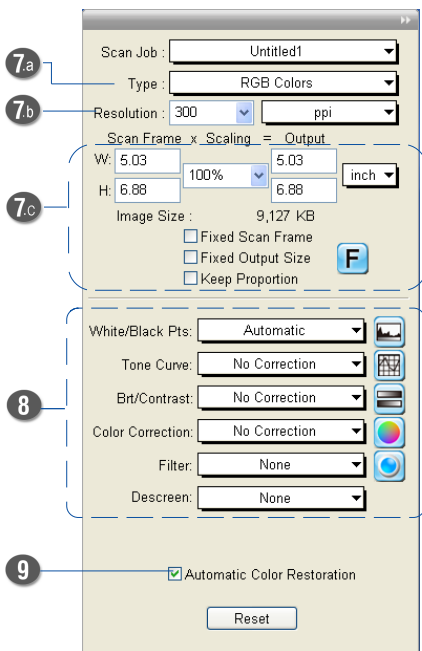 7.a
Scan Job : Untitled1
Type : RGB Colors
7.b
Resolution : 300 ppi
Scan Frame x Scaling = Output
7.c
W: 5.03 100% 5.03 inch
H: 6.88 6.88
Image Size : 9,127 KB
Fixed Scan Frame
Fixed Output Size
F
Keep Proportion
White/Black Pts: Automatic
Tone Curve: No Correction
8
Brt/Contrast: No Correction
Color Correction: No Correction
Filter: None
Descreen: None
9
Automatic Color Restoration
Reset